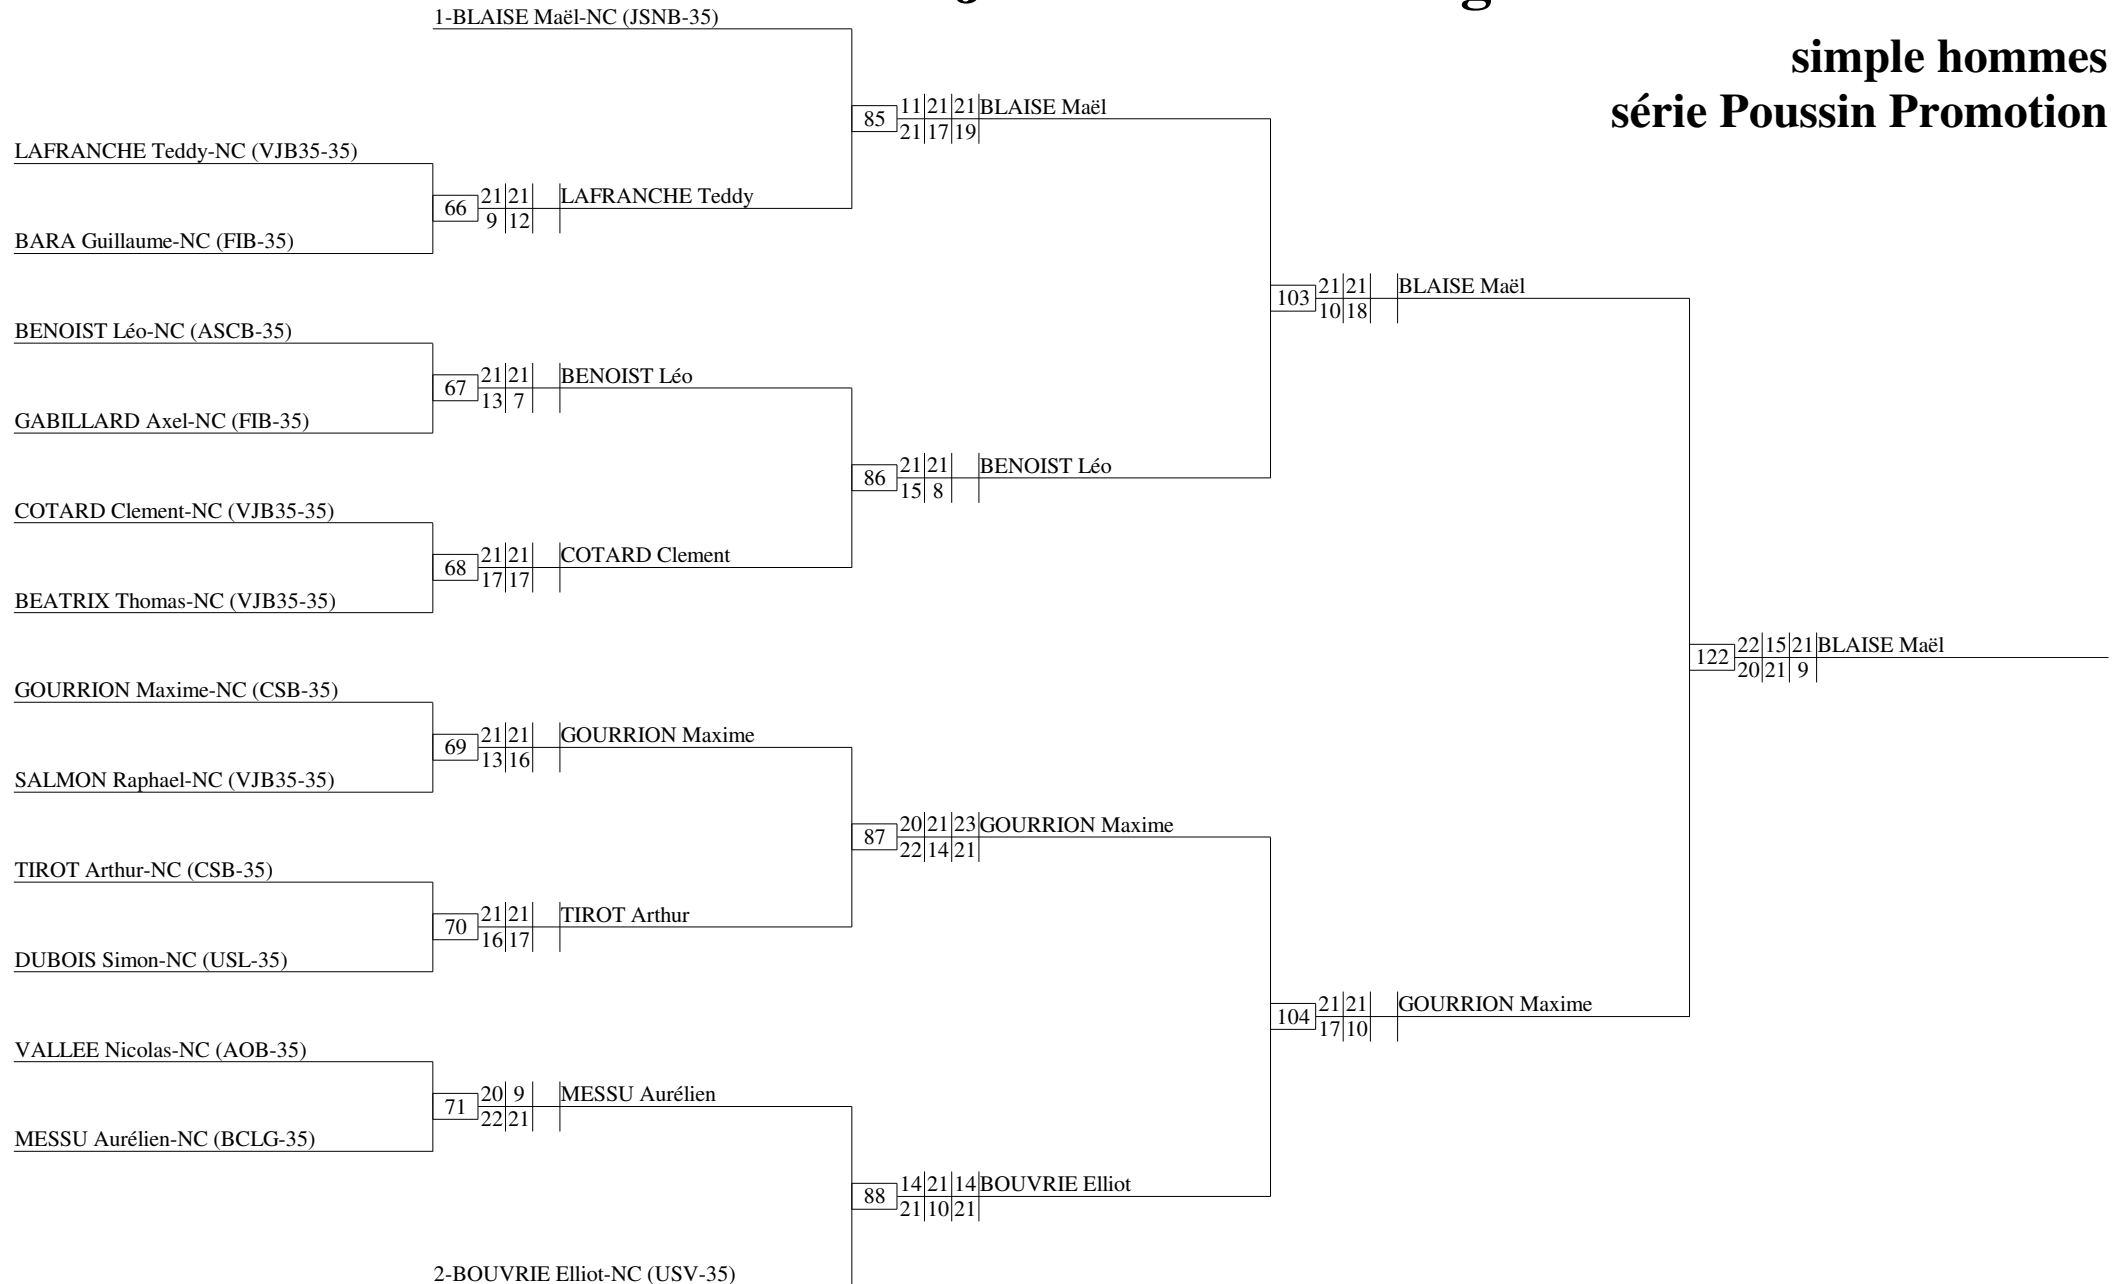 1-BLAISE Maël-NC (JSNB-35)
simple hommes
série Poussin Promotion
85 11 21 21 BLAISE Maël
21 17 19
LAFRANCHE Teddy-NC (VJB35-35)
66 21 21 LAFRANCHE Teddy
9 12
BARA Guillaume-NC (FIB-35)
103 21 21 BLAISE Maël
10 18
BENOIST Léo-NC (ASCB-35)
67 21 21 BENOIST Léo
13 7
GABILLARD Axel-NC (FIB-35)
86 21 21 BENOIST Léo
15 8
COTARD Clement-NC (VJB35-35)
68 21 21 COTARD Clement
17 17
BEATRIX Thomas-NC (VJB35-35)
122 22 15 21 BLAISE Maël
20 21 9
GOURRION Maxime-NC (CSB-35)
69 21 21 GOURRION Maxime
13 16
SALMON Raphael-NC (VJB35-35)
87 20 21 23 GOURRION Maxime
22 14 21
TIROT Arthur-NC (CSB-35)
70 21 21 TIROT Arthur
16 17
DUBOIS Simon-NC (USL-35)
104 21 21 GOURRION Maxime
17 10
VALLEE Nicolas-NC (AOB-35)
71 20 9 MESSU Aurélien
22 21
MESSU Aurélien-NC (BCLG-35)
88 14 21 14 BOUVRIE Elliot
21 10 21
2-BOUVRIE Elliot-NC (USV-35)